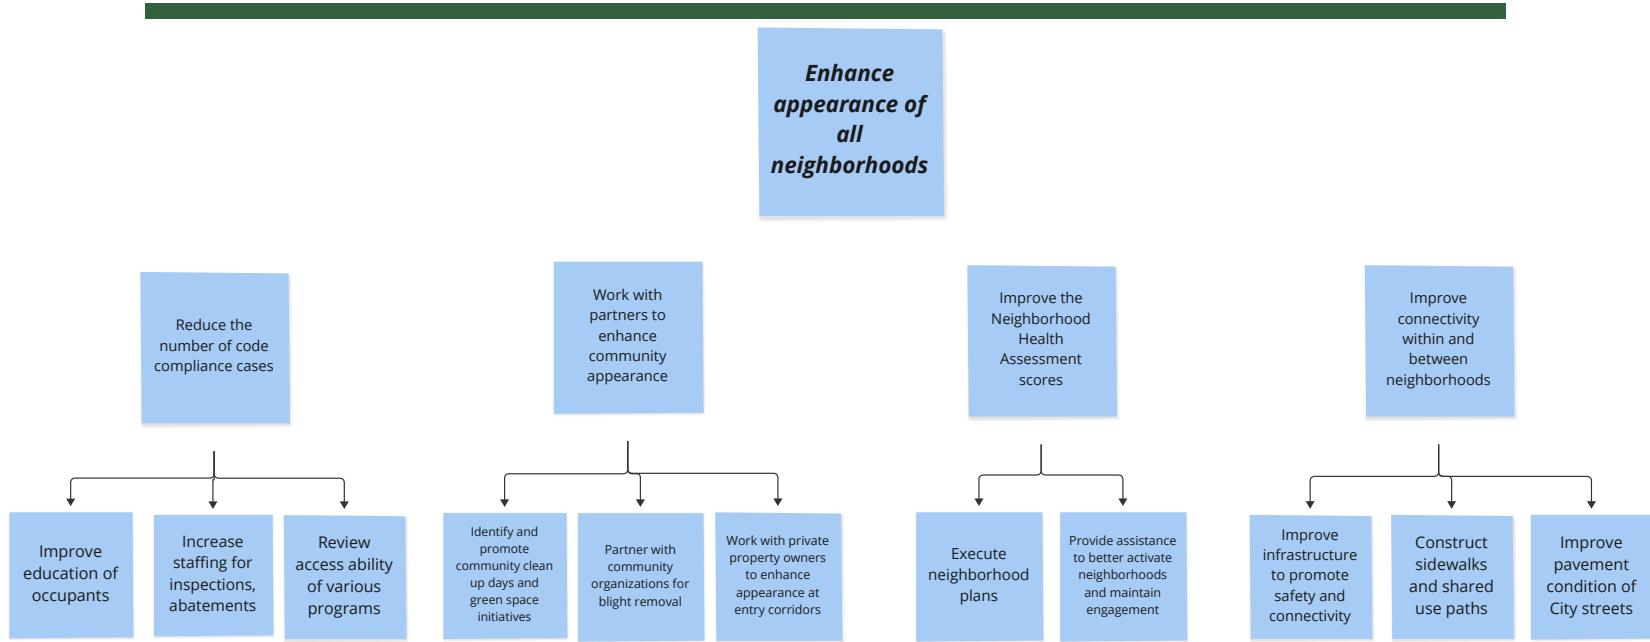 Enhance
appearance of
all
neighborhoods
Reduce the
number of code
compliance cases
Work with
partners to
enhance
community
appearance
Improve the
Neighborhood
Health
Assessment
scores
Improve
connectivity
within and
between
neighborhoods
Improve
education of
occupants
Increase
staffing for
inspections,
abatements
Review
access ability
of various
programs
Identify and
promote
community clean
up days and
green space
initiatives
Partner with
community
organizations for
blight removal
Work with private
property owners
to enhance
appearance at
entry corridors
Execute
neighborhood
plans
Provide assistance
to better activate
neighborhoods
and maintain
engagement
Improve
infrastructure
to promote
safety and
connectivity
Construct
sidewalks
and shared
use paths
Improve
pavement
condition of
City streets